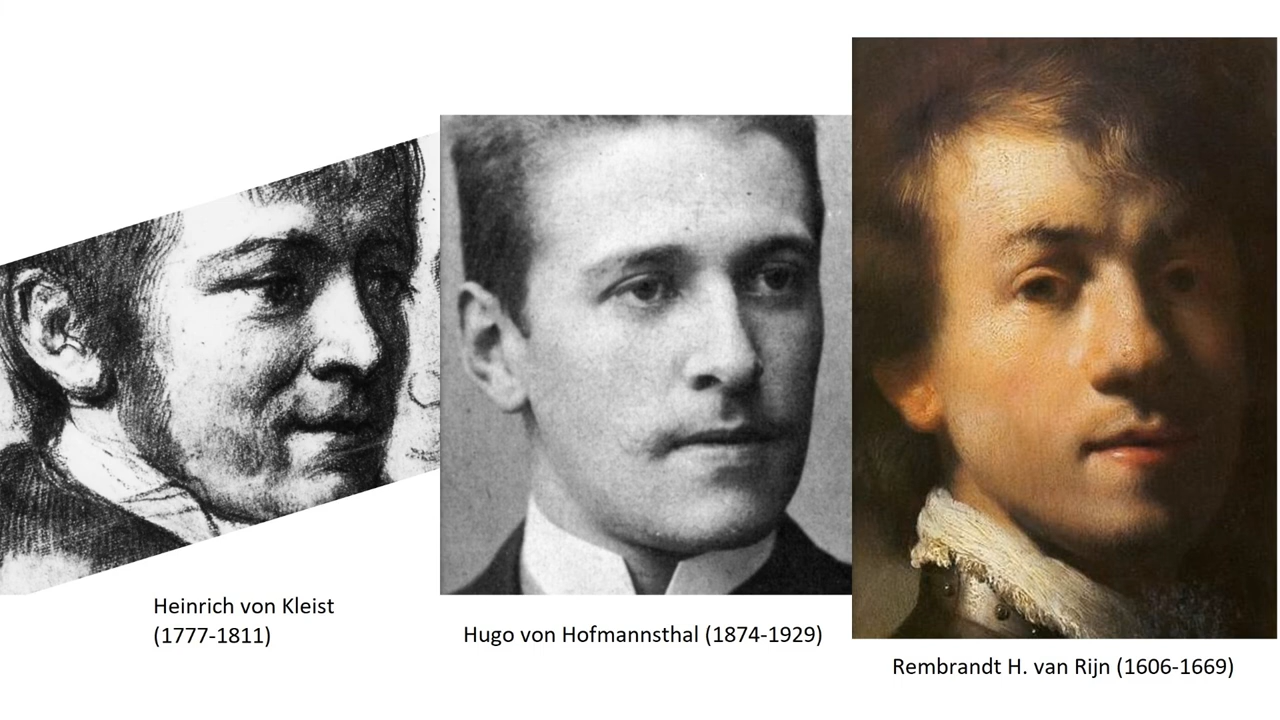 Heinrich von Kleist
(1777-1811)
Hugo von Hofmannsthal (1874-1929)
Rembrandt H. van Rijn (1606-1669)